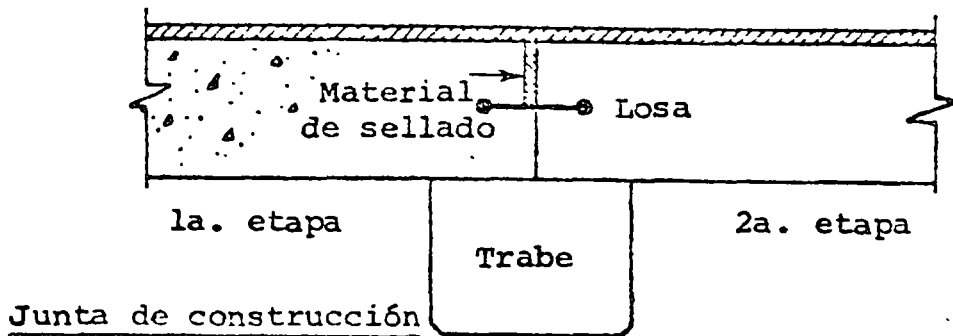 Material
de sellado
Losa
1a. etapa
2a. etapa
Trabe
Junta de construcción